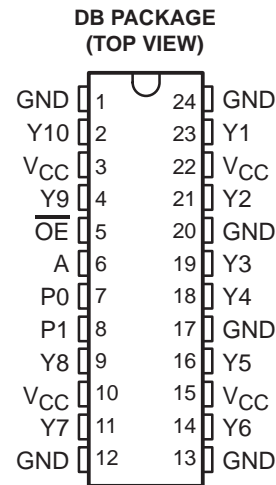 DB PACKAGE
(TOP VIEW)
GND 1 24 GND
Y10 2 23 Y1
VCC 3 22 VCC
Y9 4 21 Y2
OE 5 20 GND
A 6 19 Y3
P0 7 18 Y4
P1 8 17 GND
Y8 9 16 Y5
VCC 10 15 VCC
Y7 11 14 Y6
GND 12 13 GND